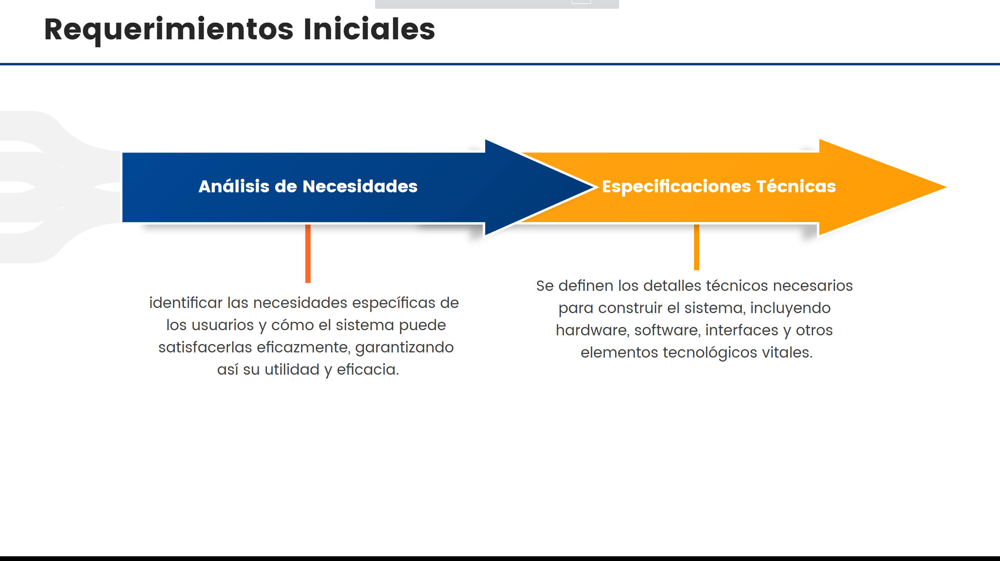 Requerimientos Iniciales
Análisis de Necesidades
Especificaciones Técnicas
identificar las necesidades específicas de
los usuarios y cómo el sistema puede
satisfacerlas eficazmente, garantizando
así su utilidad y eficacia.
Se definen los detalles técnicos necesarios
para construir el sistema, incluyendo
hardware, software, interfaces y otros
elementos tecnológicos vitales.